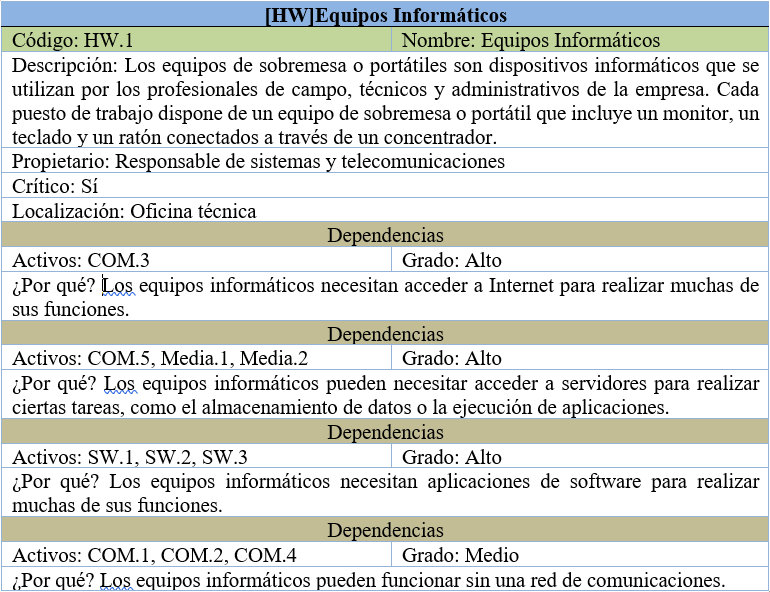 [HW]Equipos Informáticos
Código: HW.1 Nombre: Equipos Informáticos
Descripción: Los equipos de sobremesa o portátiles son dispositivos informáticos que se
utilizan por los profesionales de campo, técnicos y administrativos de la empresa. Cada
puesto de trabajo dispone de un equipo de sobremesa o portátil que incluye un monitor, un
teclado y un ratón conectados a través de un concentrador.
Propietario: Responsable de sistemas y telecomunicaciones
Crítico: Sí
Localización: Oficina técnica
Dependencias
Activos: COM.3 Grado: Alto
¿Por qué? Los equipos informáticos necesitan acceder a Internet para realizar muchas de
sus funciones.
Dependencias
Activos: COM.5, Media.1, Media.2 Grado: Alto
¿Por qué? Los equipos informáticos pueden necesitar acceder a servidores para realizar
ciertas tareas, como el almacenamiento de datos o la ejecución de aplicaciones.
Dependencias
Activos: SW.1, SW.2, SW.3 Grado: Alto
¿Por qué? Los equipos informáticos necesitan aplicaciones de software para realizar
muchas de sus funciones.
Dependencias
Activos: COM.1, COM.2, COM.4 Grado: Medio
¿Por qué? Los equipos informáticos pueden funcionar sin una red de comunicaciones.